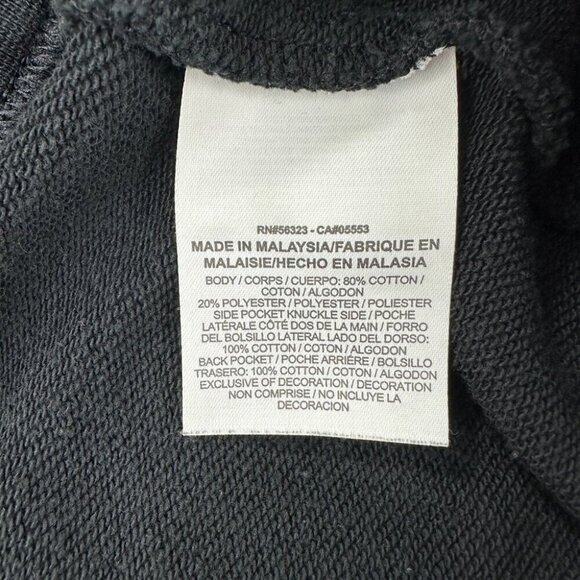 RN#56323 - CA#05553
MADE IN MALAYSIA/FABRIQUE EN
MALAISIE/HECHO EN MALASIA
BODY / CORPS / CUERPO: 80% COTTON /
COTON / ALGODON
20% POLYESTER / POLYESTER / POLIESTER
SIDE POCKET KNUCKLE SIDE / POCHE
LATÉRALE CÔTÉ DOS DE LA MAIN / FORRO
DEL BOLSILLO LATERAL LADO DEL DORSO:
100% COTTON / COTON / ALGODON
BACK POCKET / POCHE ARRIÈRE / BOLSILLO
TRASERO: 100% COTTON / COTON / ALGODON
EXCLUSIVE OF DECORATION / DECORATION
NON COMPRISE / NO INCLUYE LA
DECORACION